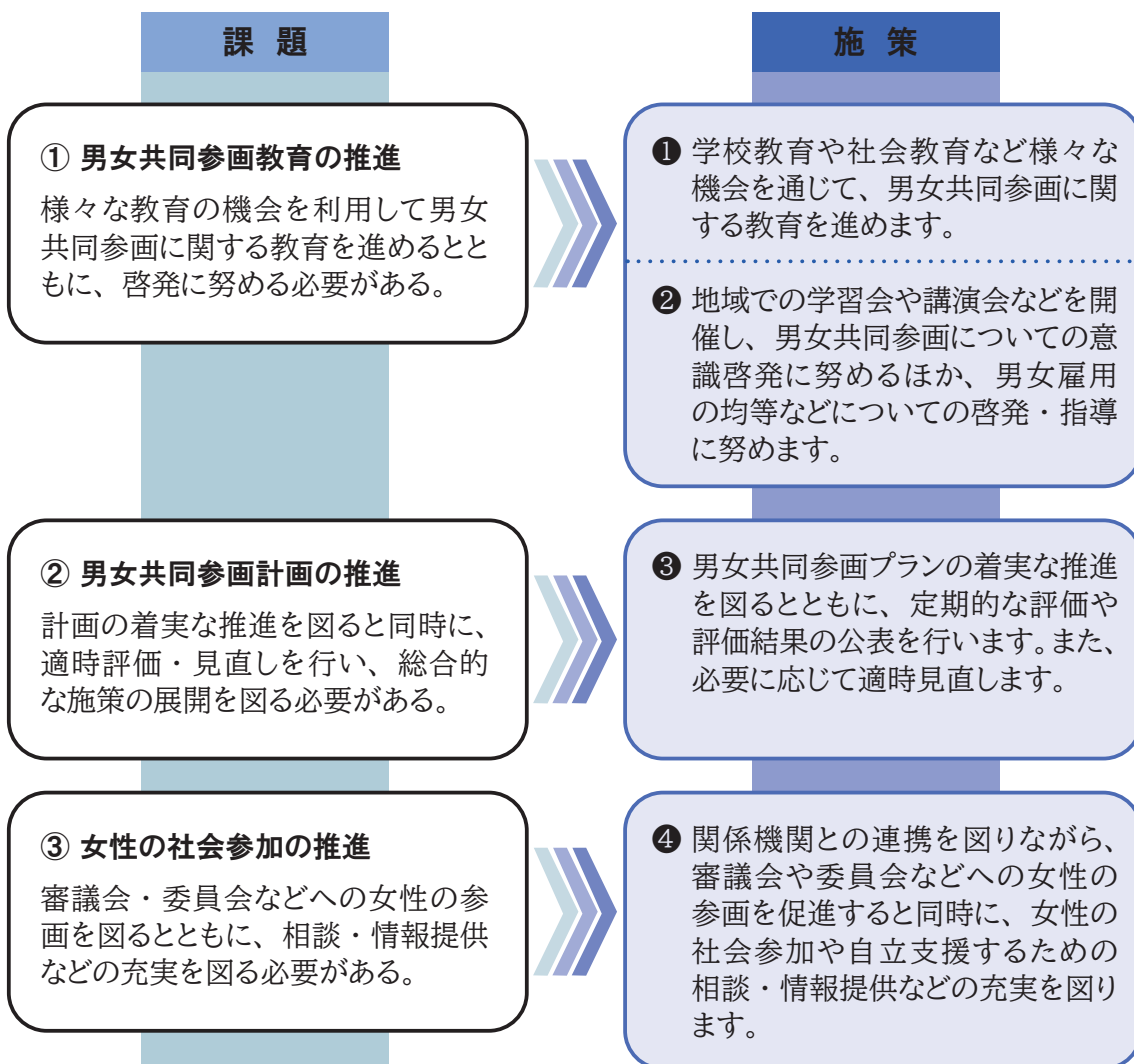 課題
施策
① 男女共同参画教育の推進
様々な教育の機会を利用して男女
共同参画に関する教育を進めるとと
もに、啓発に努める必要がある。
❶ 学校教育や社会教育など様々な
機会を通じて、男女共同参画に関
する教育を進めます。
❷ 地域での学習会や講演会などを開
催し、男女共同参画についての意
識啓発に努めるほか、男女雇用
の均等などについての啓発・指導
に努めます。
② 男女共同参画計画の推進
計画の着実な推進を図ると同時に、
適時評価・見直しを行い、総合的
な施策の展開を図る必要がある。
❸ 男女共同参画プランの着実な推進
を図るとともに、定期的な評価や
評価結果の公表を行います。また、
必要に応じて適時見直します。
③ 女性の社会参加の推進
審議会・委員会などへの女性の参
画を図るとともに、相談・情報提供
などの充実を図る必要がある。
❹ 関係機関との連携を図りながら、
審議会や委員会などへの女性の
参画を促進すると同時に、女性の
社会参加や自立支援するための
相談・情報提供などの充実を図り
ます。